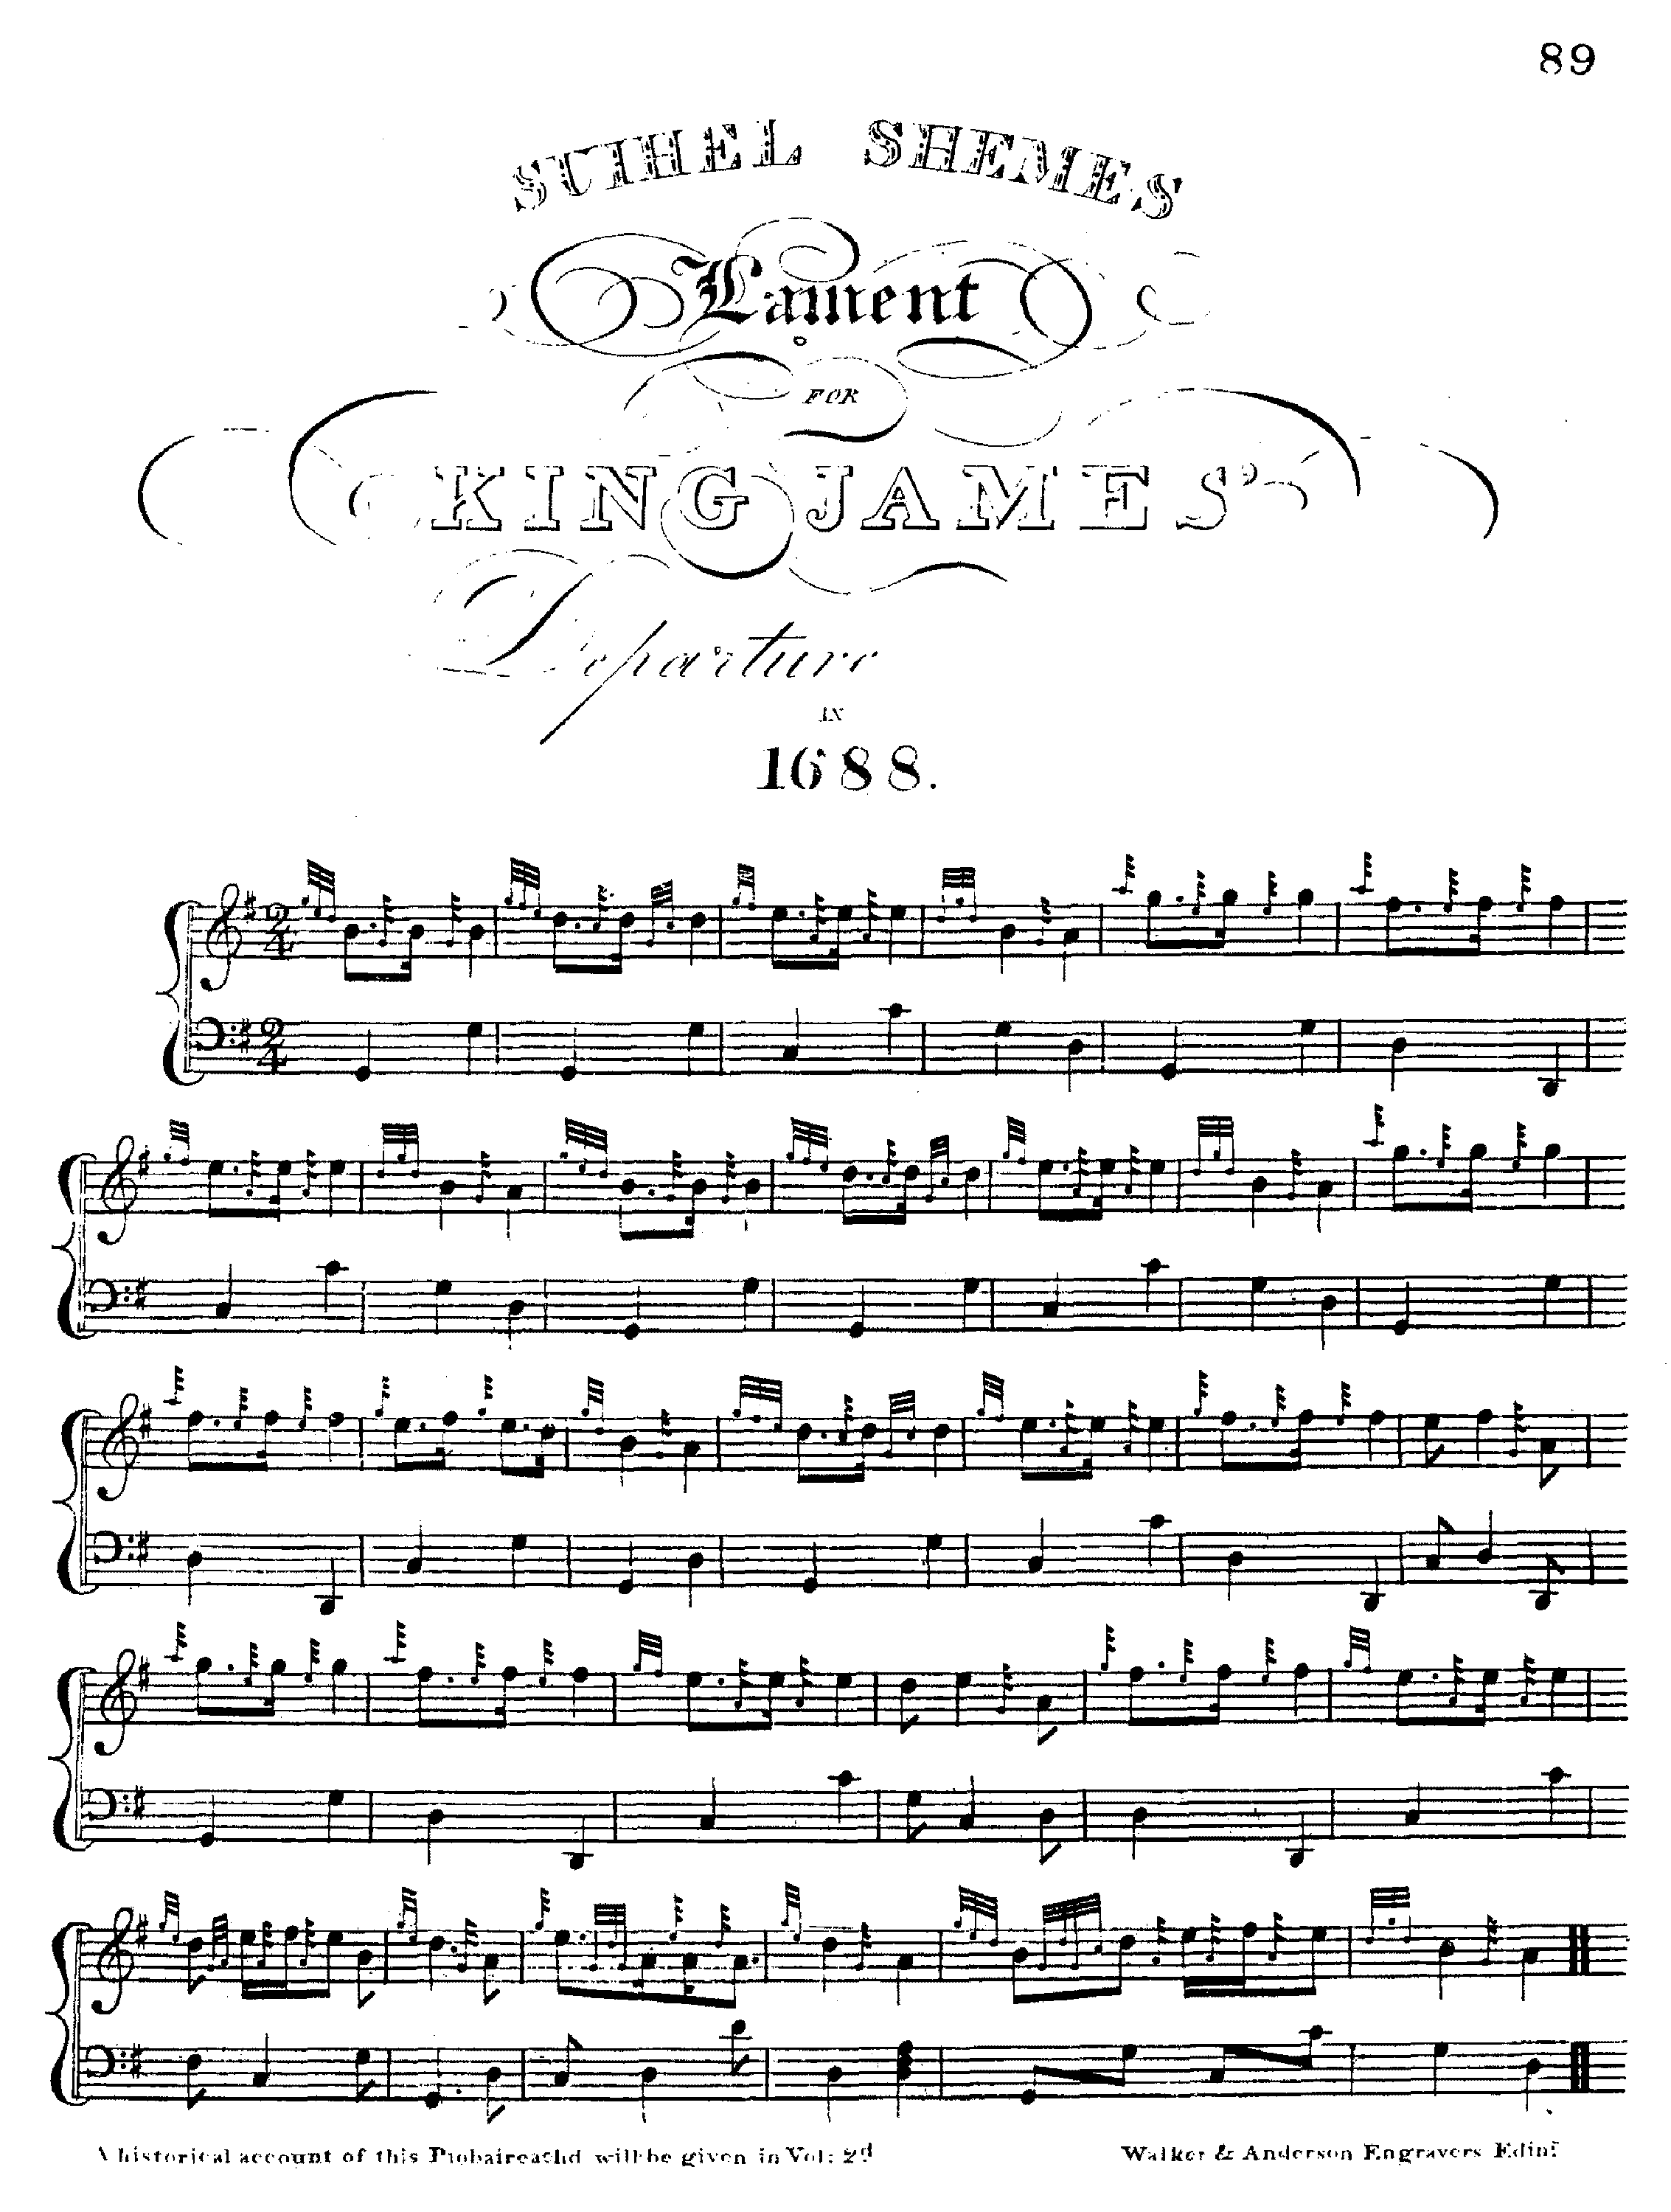 89
SUIHEL SHEMES
Lament
FOR
KING JAMES'
Departure
IN
1688.
A historical account of this Piobaireachd will be given in Vol: 2d
Walker & Anderson Engravers Edinr